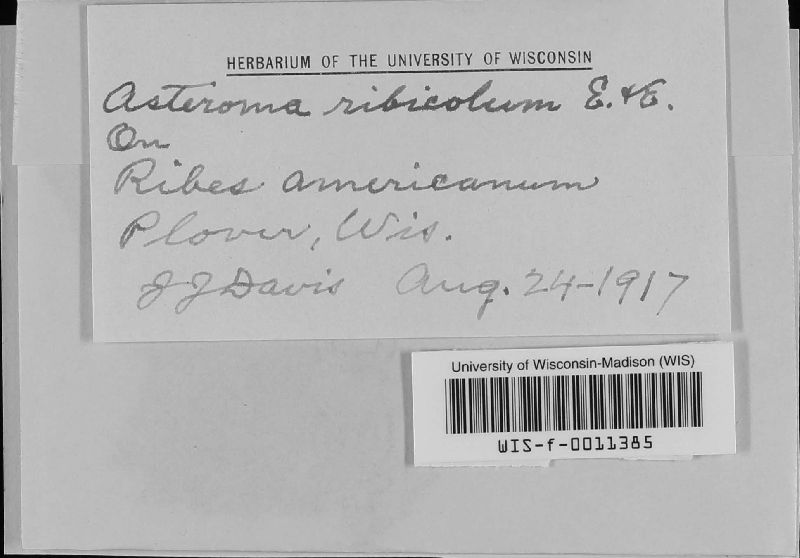 HERBARIUM OF THE UNIVERSITY OF WISCONSIN
Asteroma ribicolum E. & E.
On
Ribes americanum
Plover, Wis.
J J Davis Aug. 24-1917
University of Wisconsin-Madison (WIS)
WIS-f-0011385